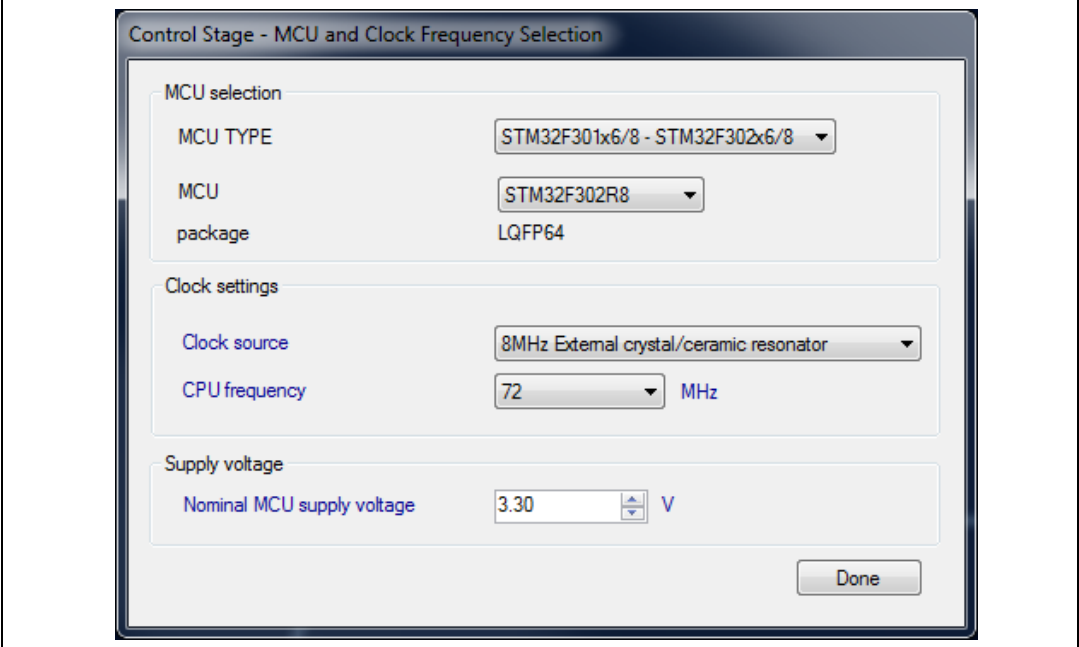 Control Stage - MCU and Clock Frequency Selection
MCU selection
MCU TYPE STM32F301x6/8 - STM32F302x6/8
MCU STM32F302R8
package LQFP64
Clock settings
Clock source 8MHz External crystal/ceramic resonator
CPU frequency 72 MHz
Supply voltage
Nominal MCU supply voltage 3.30 V
Done